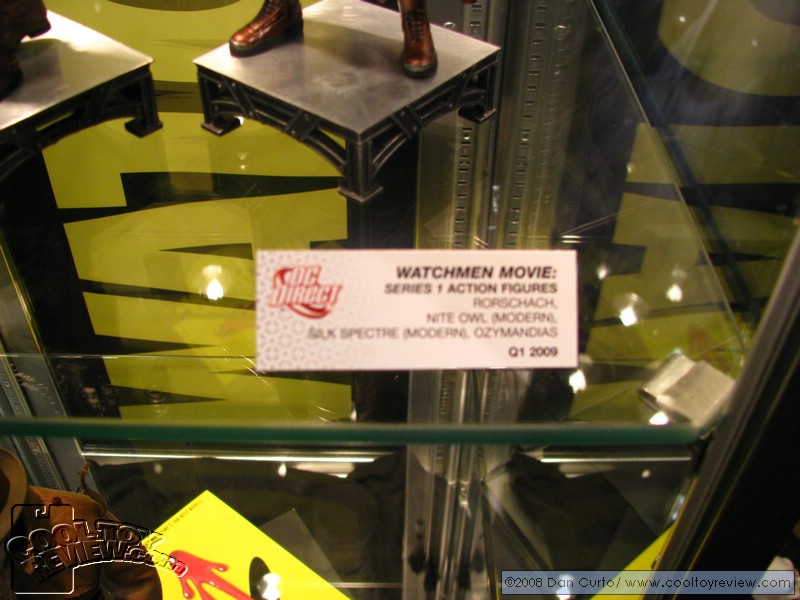 DC
DIRECT
WATCHMEN MOVIE:
SERIES 1 ACTION FIGURES
RORSCHACH,
NITE OWL (MODERN),
SILK SPECTRE (MODERN), OZYMANDIAS
Q1 2009
COOL TOY
REVIEW.com
©2008 Dan Curto/ www.cooltoyreview.com